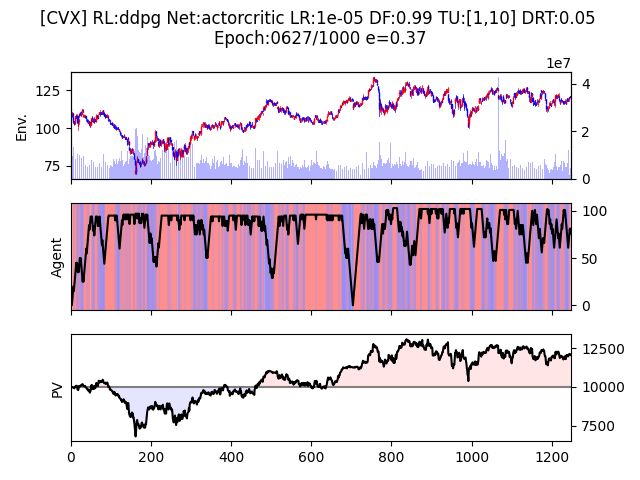 [CVX] RL:ddpg Net:actorcritic LR:1e-05 DF:0.99 TU:[1,10] DRT:0.05
Epoch:0627/1000 e=0.37
1e7
125
100
75
Env.
4
2
0
Agent
100
50
0
PV
12500
10000
7500
0 200 400 600 800 1000 1200